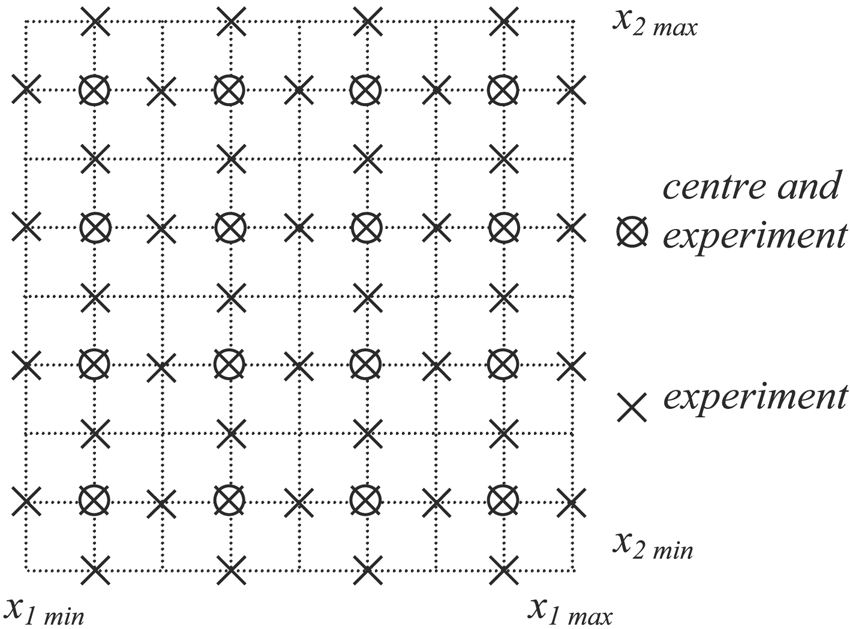 x2 max
centre and
experiment
experiment
x2 min
x1 min
x1 max